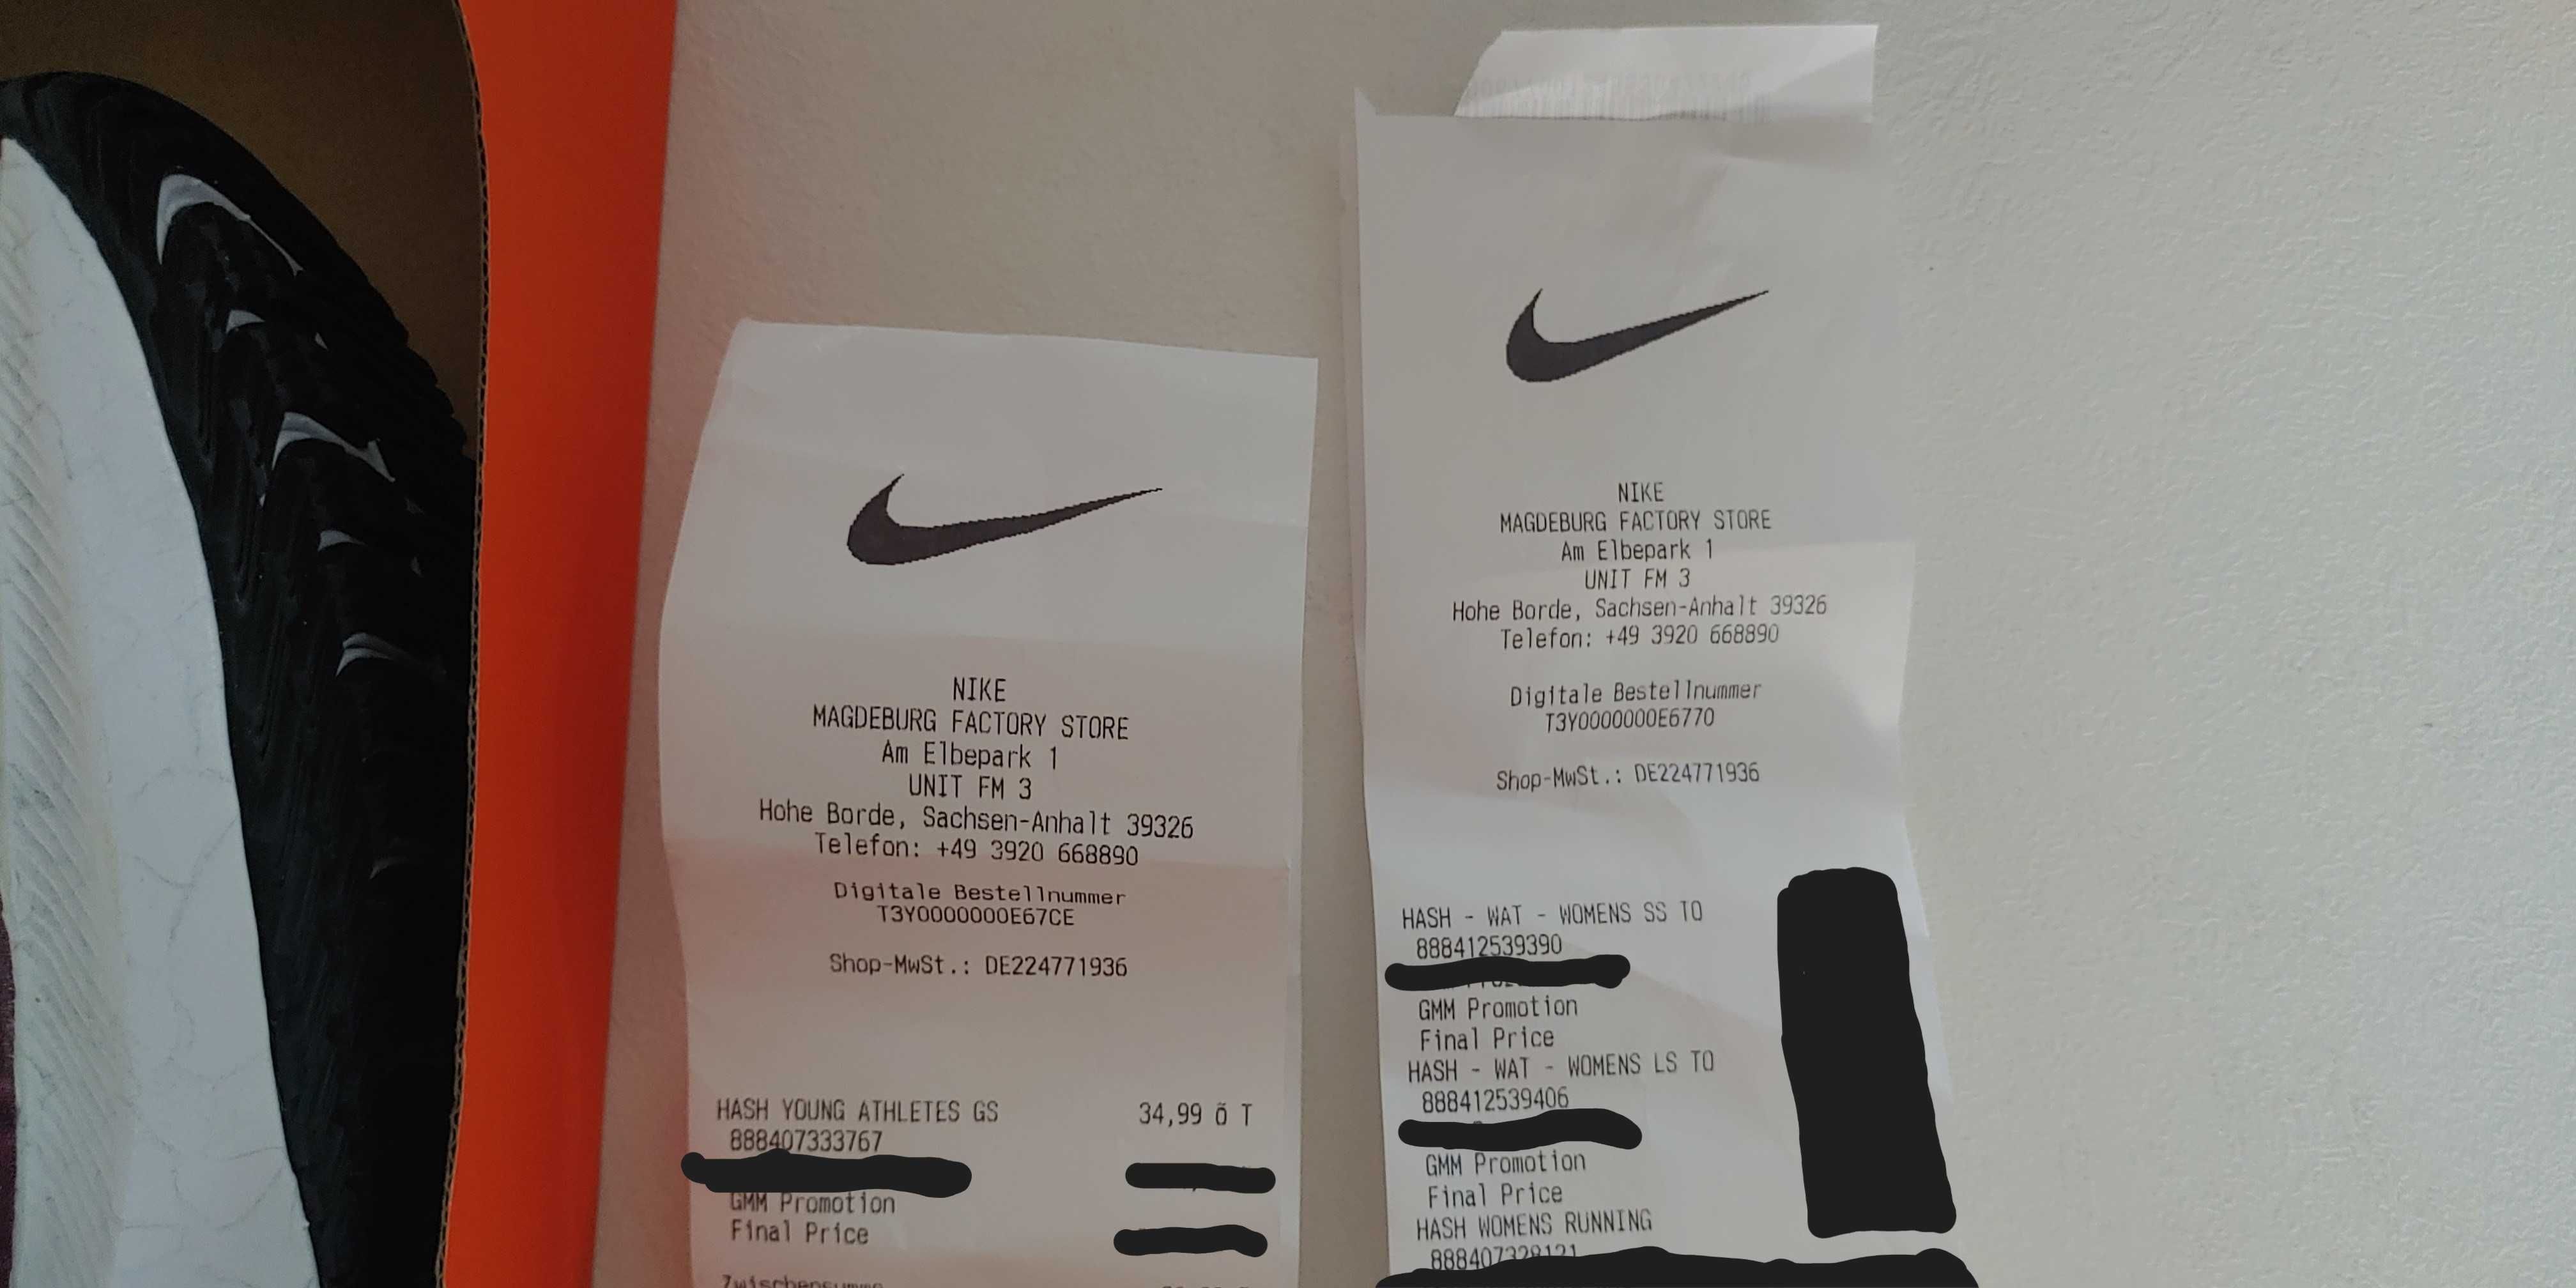 NIKE
MAGDEBURG FACTORY STORE
Am Elbepark 1
UNIT FM 3
Hohe Borde, Sachsen-Anhalt 39326
Telefon: +49 3920 668890
Digitale Bestellnummer
T3Y0000000E67CE
Shop-MwSt.: DE224771936
HASH YOUNG ATHLETES GS 34,99 õ T
888407333767
GMM Promotion
Final Price
Zwischensumme
NIKE
MAGDEBURG FACTORY STORE
Am Elbepark 1
UNIT FM 3
Hohe Borde, Sachsen-Anhalt 39326
Telefon: +49 3920 668890
Digitale Bestellnummer
T3Y0000000E6770
Shop-MwSt.: DE224771936
HASH - WAT - WOMENS SS TO
888412539390
GMM Promotion
Final Price
HASH - WAT - WOMENS LS TO
888412539406
GMM Promotion
Final Price
HASH WOMENS RUNNING
888407329121